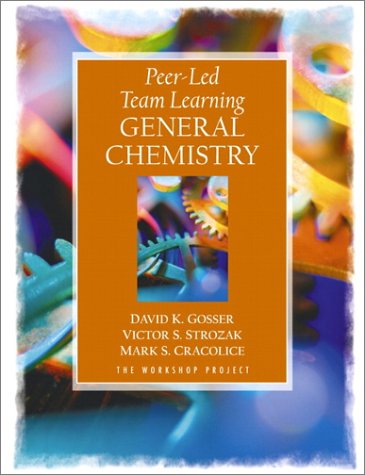 Peer-Led
Team Learning
GENERAL
CHEMISTRY
DAVID K. GOSSER
VICTOR S. STROZAK
MARK S. CRACOLICE
THE WORKSHOP PROJECT